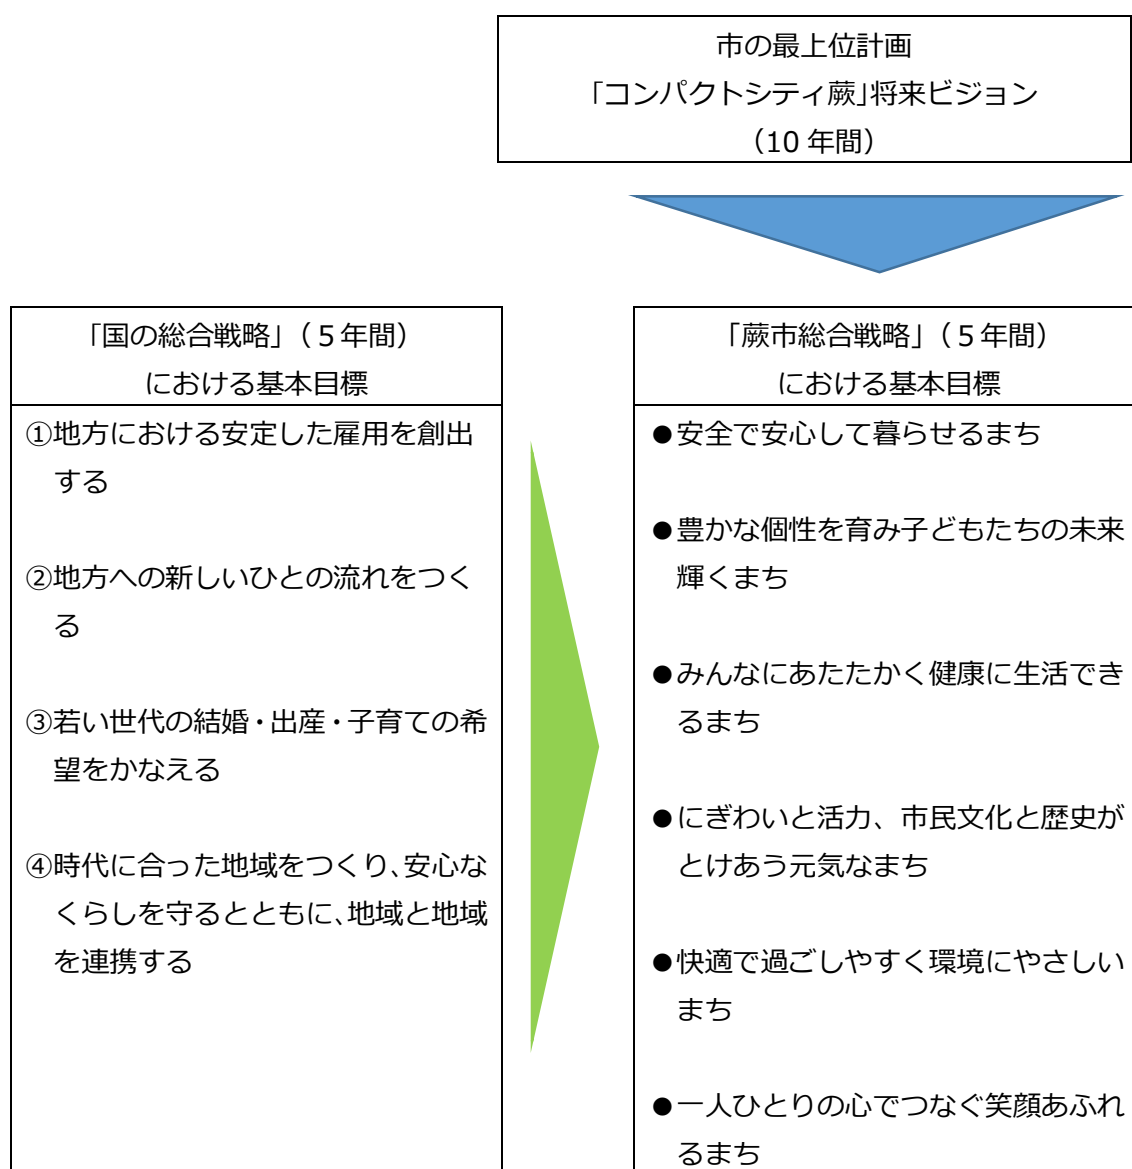 市の最上位計画
「コンパクトシティ蕨」将来ビジョン
（10 年間）
「国の総合戦略」（５年間）
における基本目標
①地方における安定した雇用を創出
する
②地方への新しいひとの流れをつく
る
③若い世代の結婚・出産・子育ての希
望をかなえる
④時代に合った地域をつくり、安心な
くらしを守るとともに、地域と地域
を連携する
「蕨市総合戦略」（５年間）
における基本目標
●安全で安心して暮らせるまち
●豊かな個性を育み子どもたちの未来
輝くまち
●みんなにあたたかく健康に生活でき
るまち
●にぎわいと活力、市民文化と歴史が
とけあう元気なまち
●快適で過ごしやすく環境にやさしい
まち
●一人ひとりの心でつなぐ笑顔あふれ
るまち